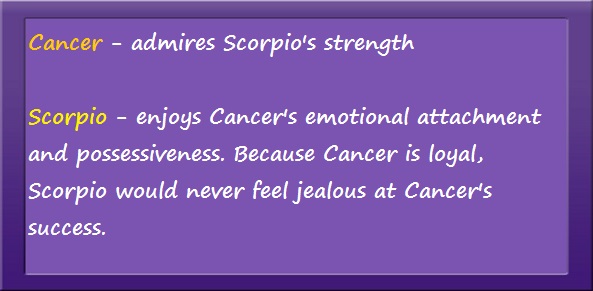 Cancer - admires Scorpio's strength
Scorpio - enjoys Cancer's emotional attachment
and possessiveness. Because Cancer is loyal,
Scorpio would never feel jealous at Cancer's
success.